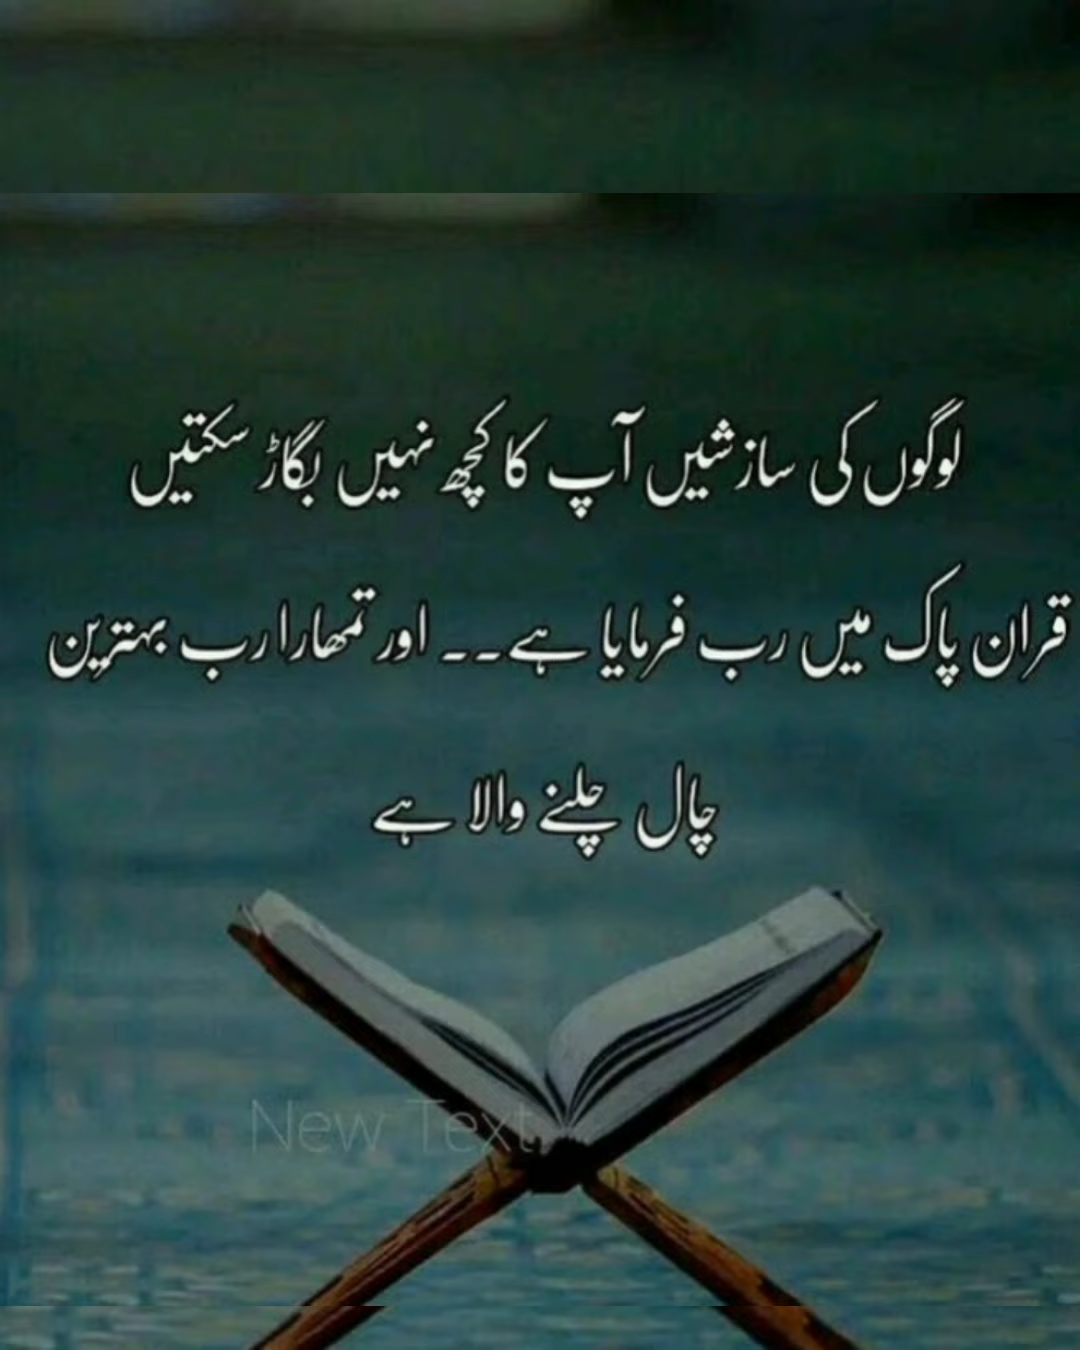 لوگوں کی سازشیں آپ کا کچھ نہیں بگاڑ سکتیں
قران پاک میں رب فرمایا ہے۔۔ اور تمھارا رب بہترین
چال چلنے والا ہے
New Text